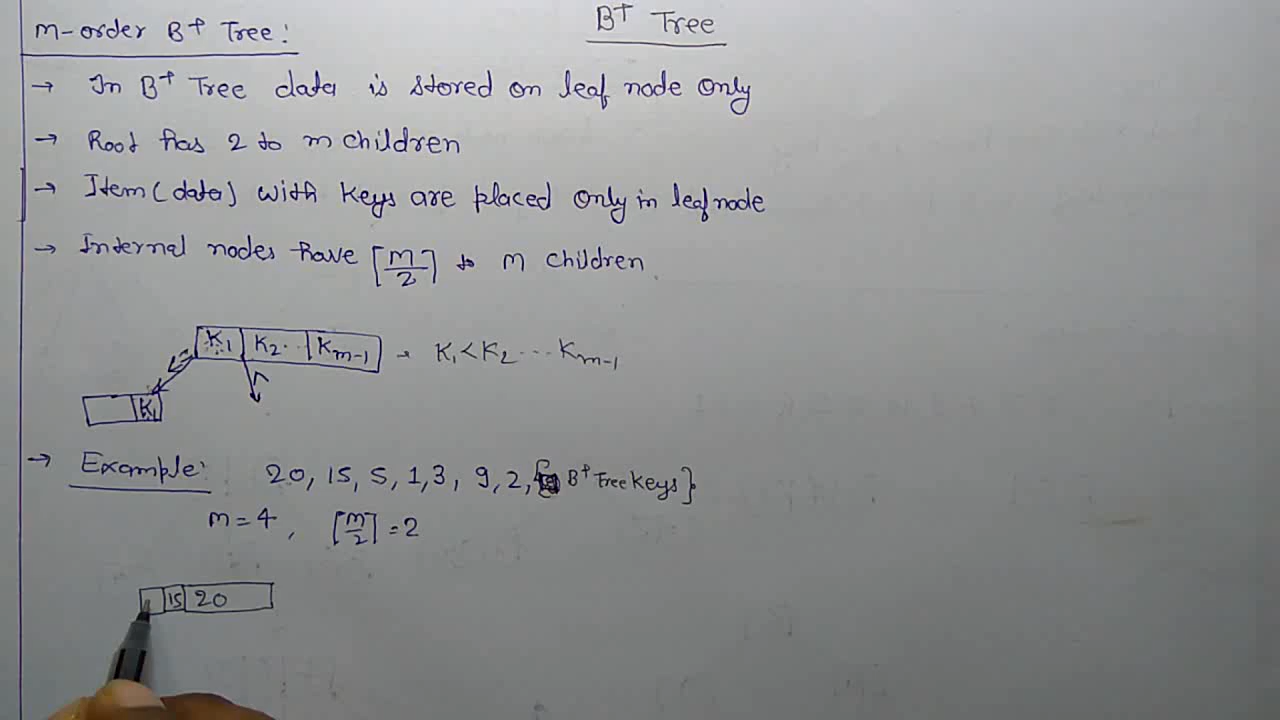 B+ Tree
m-order B+ Tree:
→ In B+ Tree data is stored on leaf node only
→ Root has 2 to m children
→ Item (data) with keys are placed only in leaf node
→ Internal nodes have ⌈m/2⌉ to m children
K1 K2.. Km-1 → K1 < K2 ... Km-1
K1
→ Example: 20, 15, 5, 1, 3, 9, 2, { B+ Tree keys }
m = 4, ⌈m/2⌉ = 2
15 20